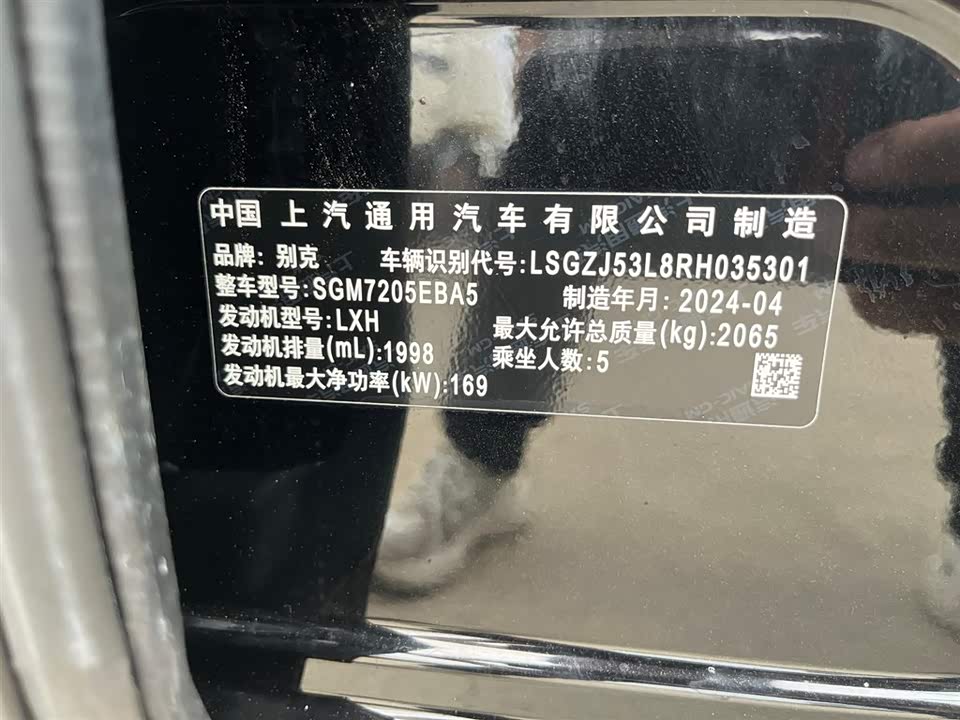 中国上汽通用汽车有限公司制造
品牌: 别克 车辆识别代号:LSGZJ53L8RH035301
整车型号:SGM7205EBA5 制造年月: 2024-04
发动机型号:LXH 最大允许总质量(kg):2065
发动机排量(mL):1998 乘坐人数:5
发动机最大净功率(kW):169